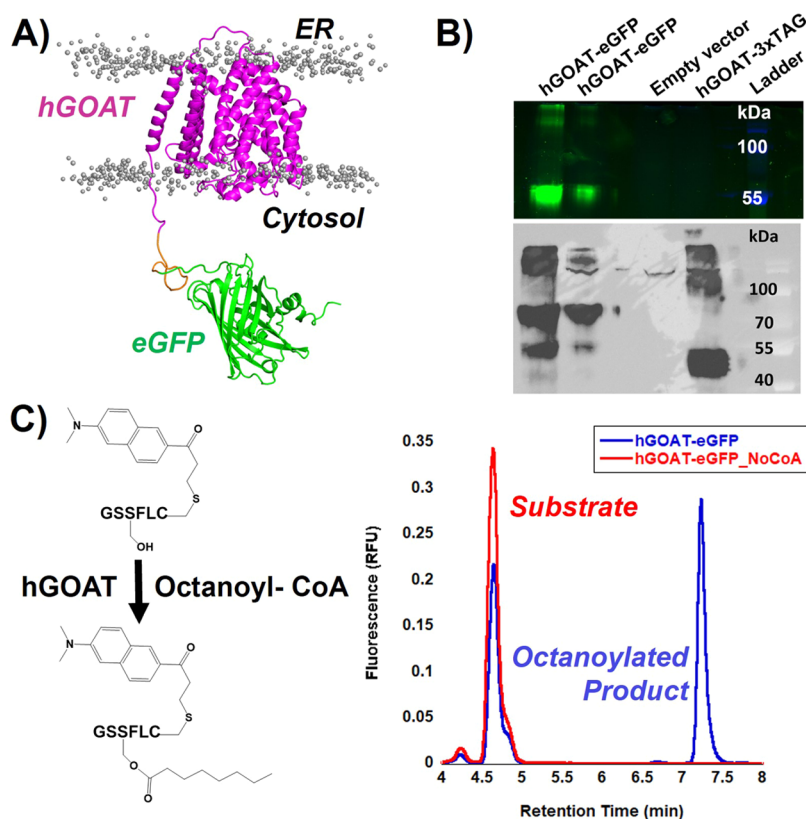 A)
ER
hGOAT
Cytosol
eGFP
B)
hGOAT-eGFP
hGOAT-eGFP
Empty vector
hGOAT-3xTAG
Ladder
kDa
100
55
kDa
100
70
55
40
C)
N
O
S
GSSFLC
OH
hGOAT
Octanoyl- CoA
N
O
S
GSSFLC
O
O
hGOAT-eGFP
hGOAT-eGFP_NoCoA
Substrate
Octanoylated
Product
Fluorescence (RFU)
0.35
0.3
0.25
0.2
0.15
0.1
0.05
0
4 4.5 5 5.5 6 6.5 7 7.5 8
Retention Time (min)